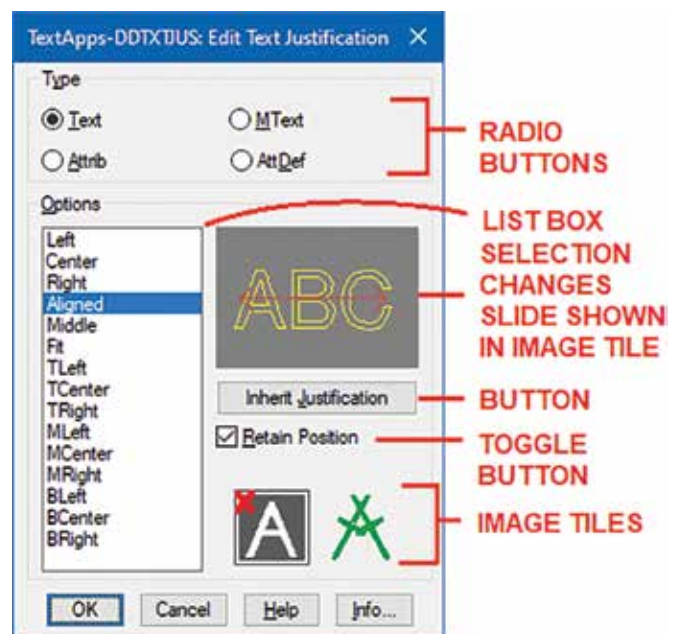 TextApps-DDTXTJUS: Edit Text Justification
Type
Text
MText
Attrib
AttDef
RADIO
BUTTONS
Options
Left
Center
Right
Aligned
Middle
Fit
TLeft
TCenter
TRight
MLeft
MCenter
MRight
BLeft
BCenter
BRight
ABC
LIST BOX
SELECTION
CHANGES
SLIDE SHOWN
IN IMAGE TILE
Inherit Justification
BUTTON
Retain Position
TOGGLE
BUTTON
A
A
IMAGE TILES
OK
Cancel
Help
Info...